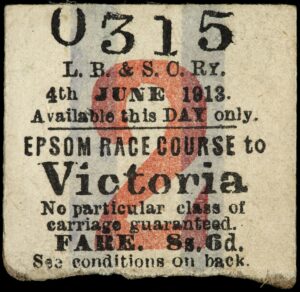 0315
L. B. & S. C. RY.
4th JUNE 1913.
Available this DAY only.
EPSOM RACE COURSE to
Victoria
No particular class of
carriage guaranteed.
FARE. 8s. 6d.
See conditions on back.
2